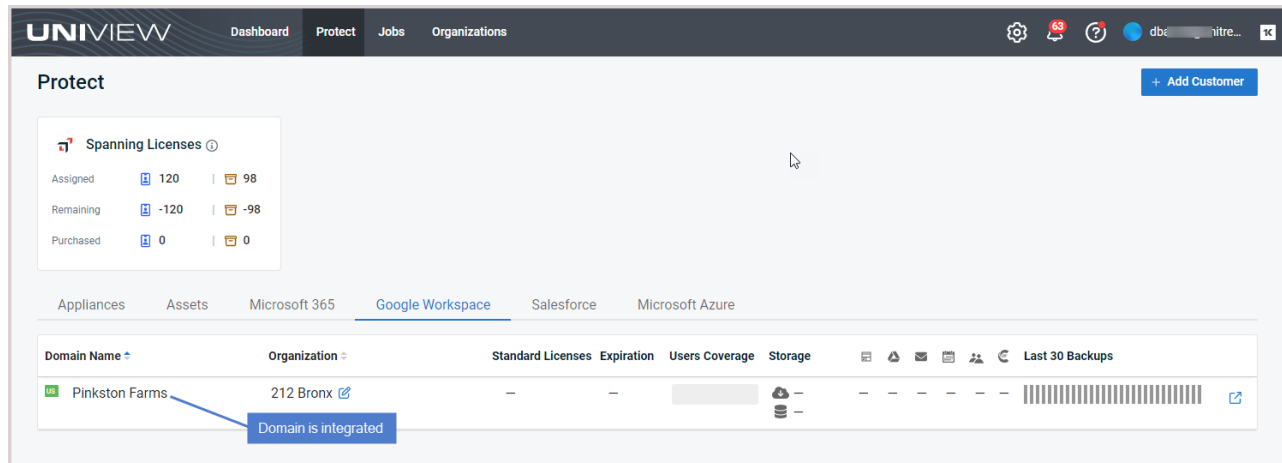 UNIVIEW Dashboard Protect Jobs Organizations 63 dba hitre...
Protect
+ Add Customer
Spanning Licenses
Assigned 120 | 98
Remaining -120 | -98
Purchased 0 | 0
Appliances Assets Microsoft 365 Google Workspace Salesforce Microsoft Azure
Domain Name Organization Standard Licenses Expiration Users Coverage Storage Last 30 Backups
US Pinkston Farms 212 Bronx – – – – – – – – –
–
Domain is integrated